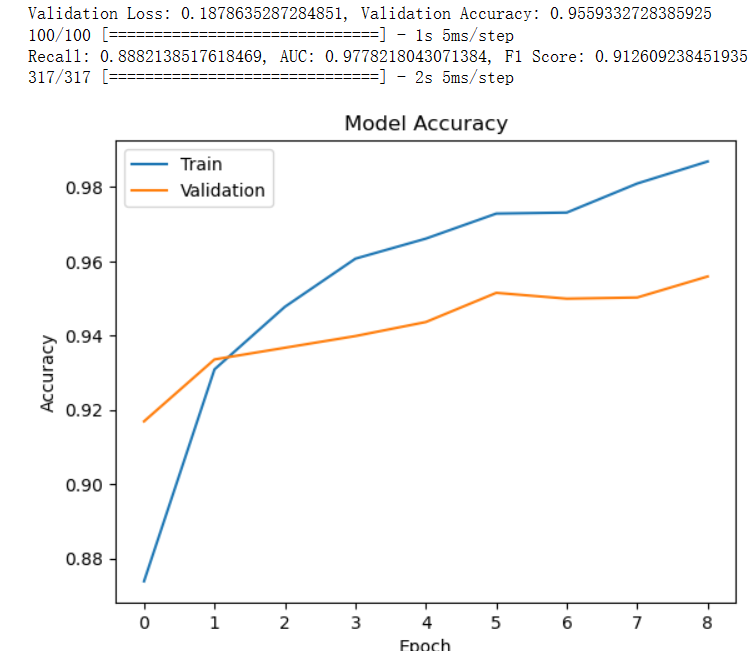 Validation Loss: 0.1878635287284851, Validation Accuracy: 0.9559332728385925
100/100 [==============================] - 1s 5ms/step
Recall: 0.8882138517618469, AUC: 0.9778218043071384, F1 Score: 0.912609238451935
317/317 [==============================] - 2s 5ms/step
Model Accuracy
Train
Validation
0.98
0.96
0.94
0.92
0.90
0.88
Accuracy
0 1 2 3 4 5 6 7 8
Epoch